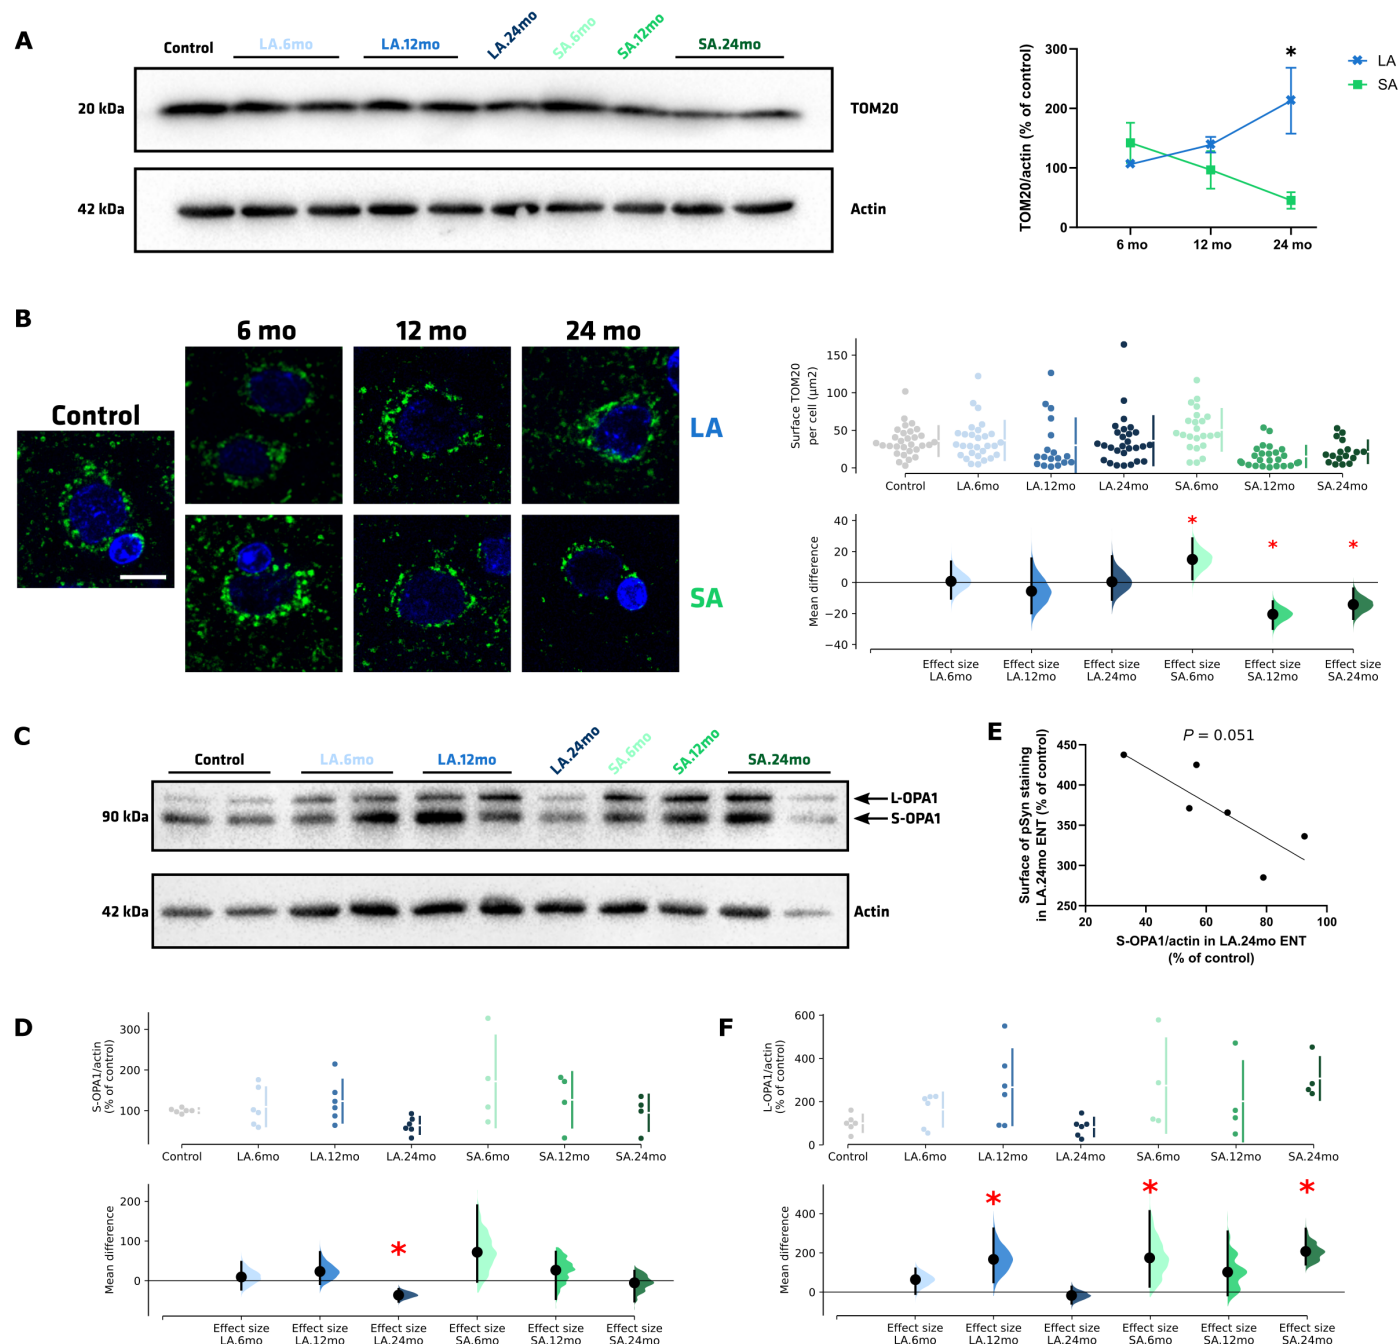 A
Control
LA.6mo
LA.12mo
LA.24mo
SA.6mo
SA.12mo
SA.24mo
20 kDa
TOM20
42 kDa
Actin
TOM20/actin (% of control)
300
200
100
0
6 mo
12 mo
24 mo
*
LA
SA
B
6 mo
12 mo
24 mo
Control
LA
SA
Surface TOM20
per cell (µm2)
150
100
50
0
Control
LA.6mo
LA.12mo
LA.24mo
SA.6mo
SA.12mo
SA.24mo
Mean difference
40
20
0
−20
−40
*
*
*
Effect size
LA.6mo
Effect size
LA.12mo
Effect size
LA.24mo
Effect size
SA.6mo
Effect size
SA.12mo
Effect size
SA.24mo
C
Control
LA.6mo
LA.12mo
LA.24mo
SA.6mo
SA.12mo
SA.24mo
90 kDa
L-OPA1
S-OPA1
42 kDa
Actin
E
P = 0.051
Surface of pSyn staining
in LA.24mo ENT (% of control)
450
400
350
300
250
20
40
60
80
100
S-OPA1/actin in LA.24mo ENT
(% of control)
D
S-OPA1/actin
(% of control)
300
200
100
Control
LA.6mo
LA.12mo
LA.24mo
SA.6mo
SA.12mo
SA.24mo
Mean difference
200
100
0
*
Effect size
LA.6mo
Effect size
LA.12mo
Effect size
LA.24mo
Effect size
SA.6mo
Effect size
SA.12mo
Effect size
SA.24mo
F
L-OPA1/actin
(% of control)
600
400
200
0
Control
LA.6mo
LA.12mo
LA.24mo
SA.6mo
SA.12mo
SA.24mo
Mean difference
400
200
0
*
*
*
Effect size
LA.6mo
Effect size
LA.12mo
Effect size
LA.24mo
Effect size
SA.6mo
Effect size
SA.12mo
Effect size
SA.24mo